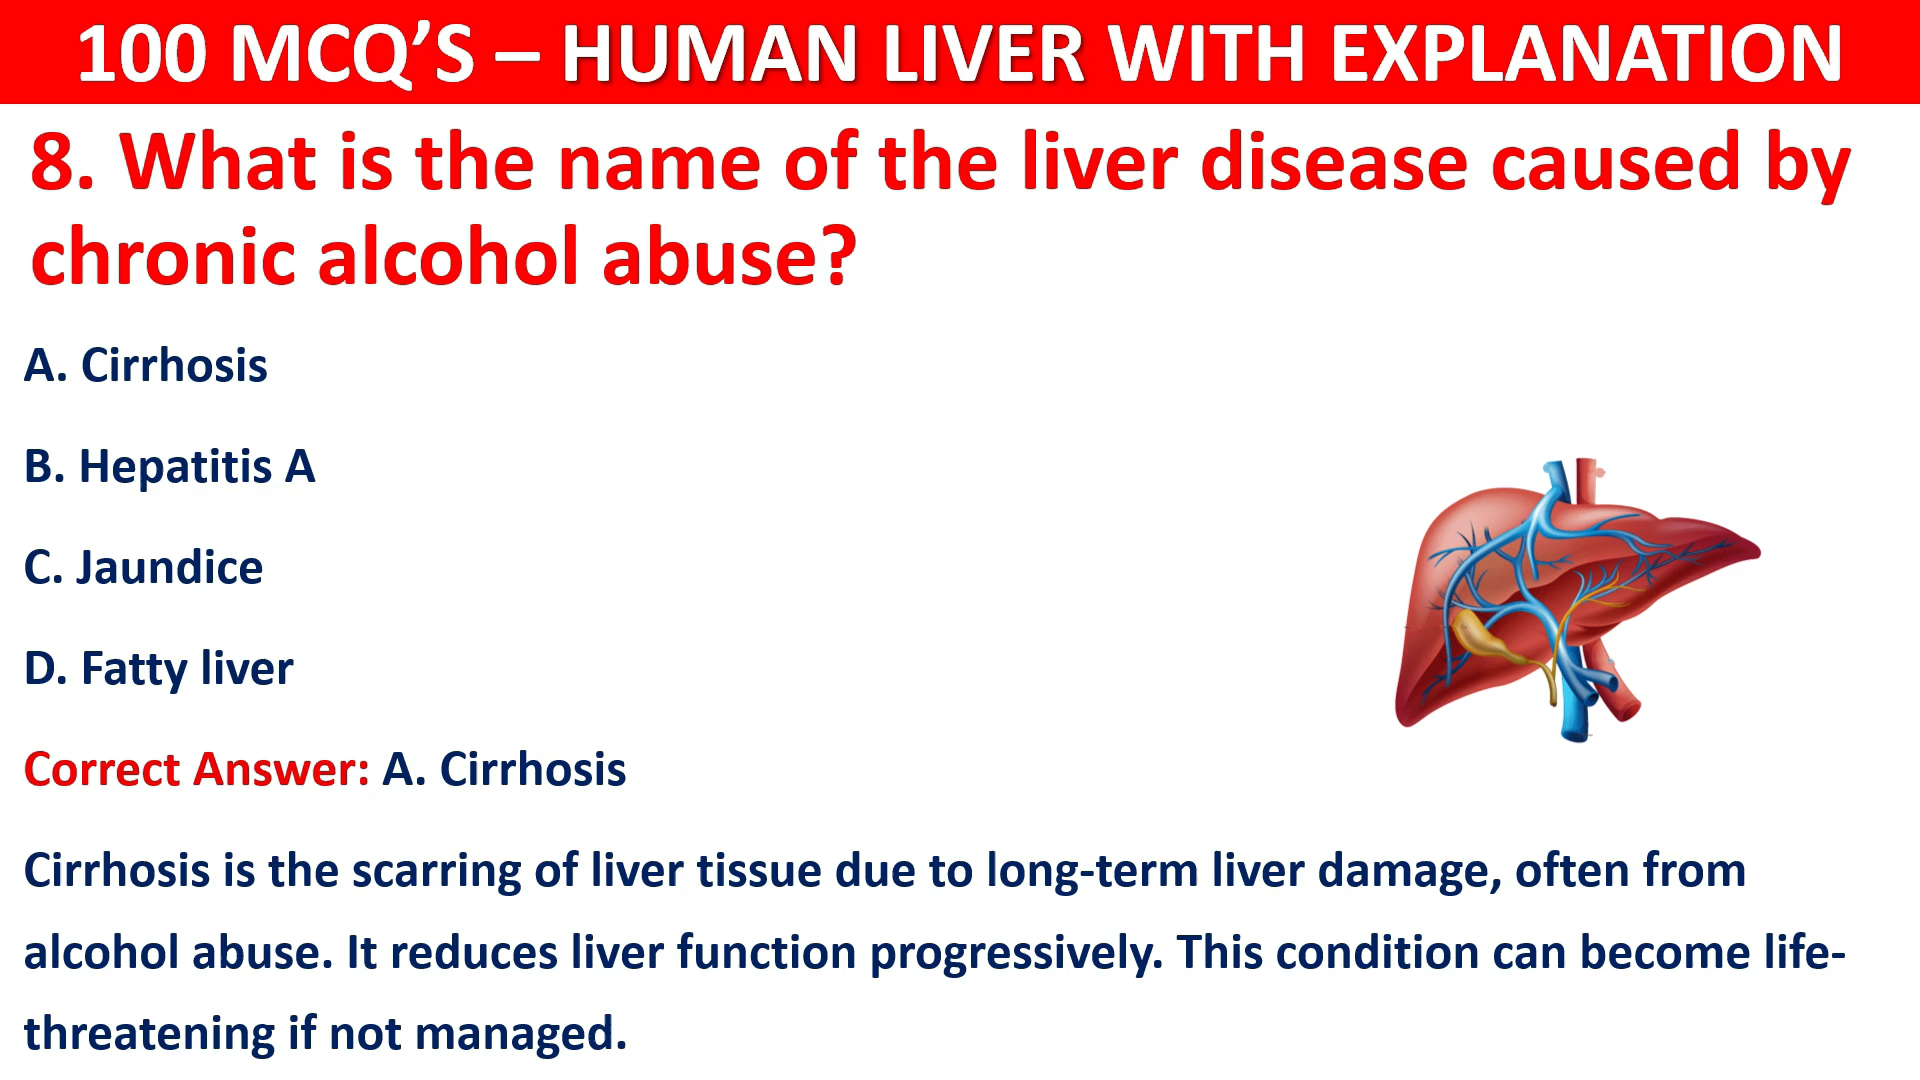 100 MCQ’S – HUMAN LIVER WITH EXPLANATION
8. What is the name of the liver disease caused by
chronic alcohol abuse?
A. Cirrhosis
B. Hepatitis A
C. Jaundice
D. Fatty liver
Correct Answer: A. Cirrhosis
Cirrhosis is the scarring of liver tissue due to long-term liver damage, often from
alcohol abuse. It reduces liver function progressively. This condition can become life-
threatening if not managed.